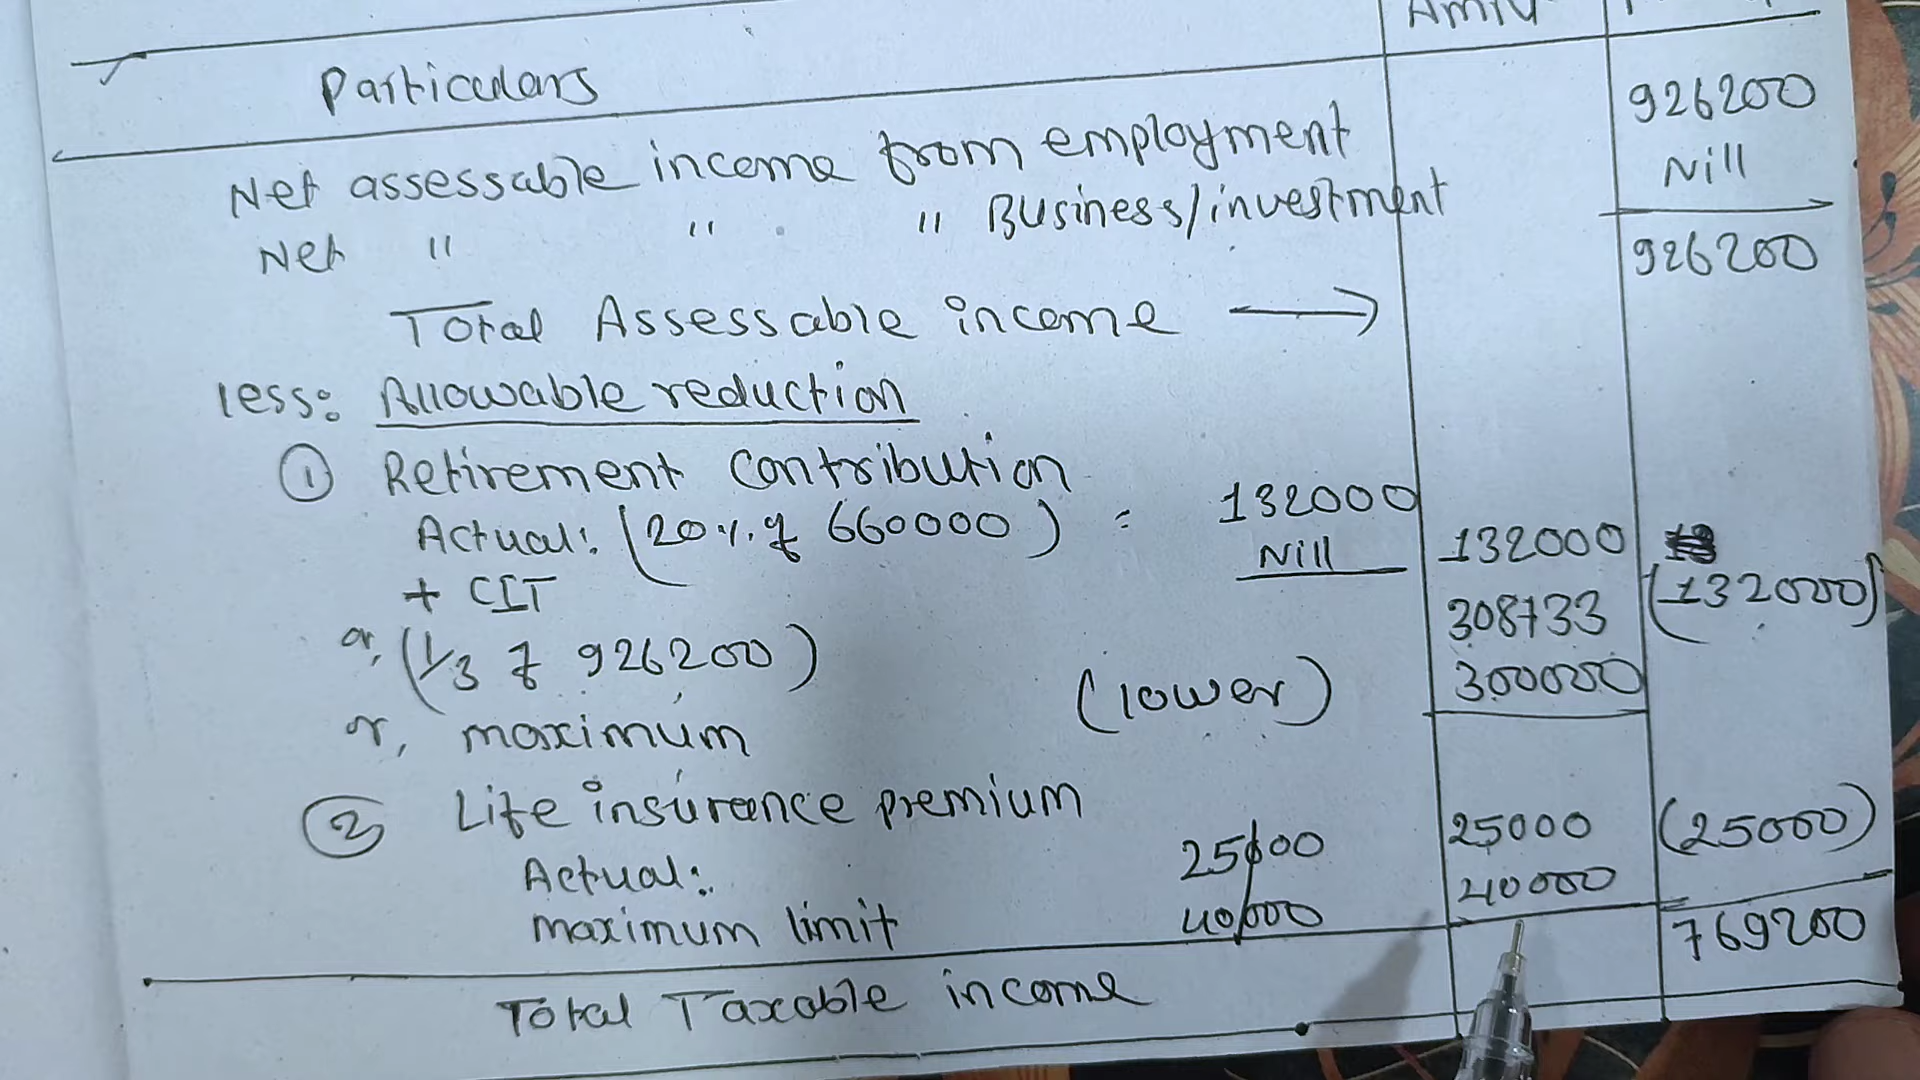 Particulars Amtv
Net assessable income from employment 926200
Net " " " Business/investment Nill
Total Assessable income → 926200
less: Allowable reduction
① Retirement contribution
Actual: (20% of 660000) = 132000 132000
+ CIT Nill (132000)
or, (1/3 of 926200) 308733
or, maximum (lower) 300000
② Life insurance premium
Actual: 25000 25000 (25000)
maximum limit 40000 40000
Total Taxable income 769200